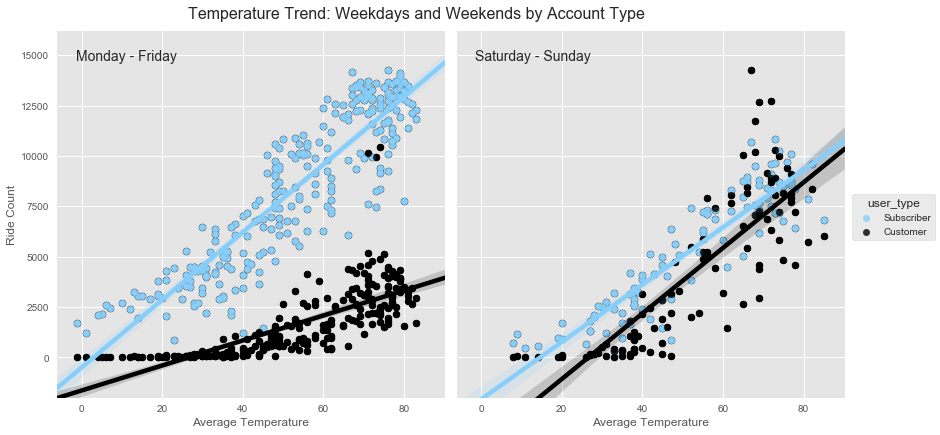 Temperature Trend: Weekdays and Weekends by Account Type
Monday - Friday
Saturday - Sunday
15000
12500
10000
7500
5000
2500
0
Ride Count
0 20 40 60 80
0 20 40 60 80
Average Temperature
Average Temperature
user_type
Subscriber
Customer